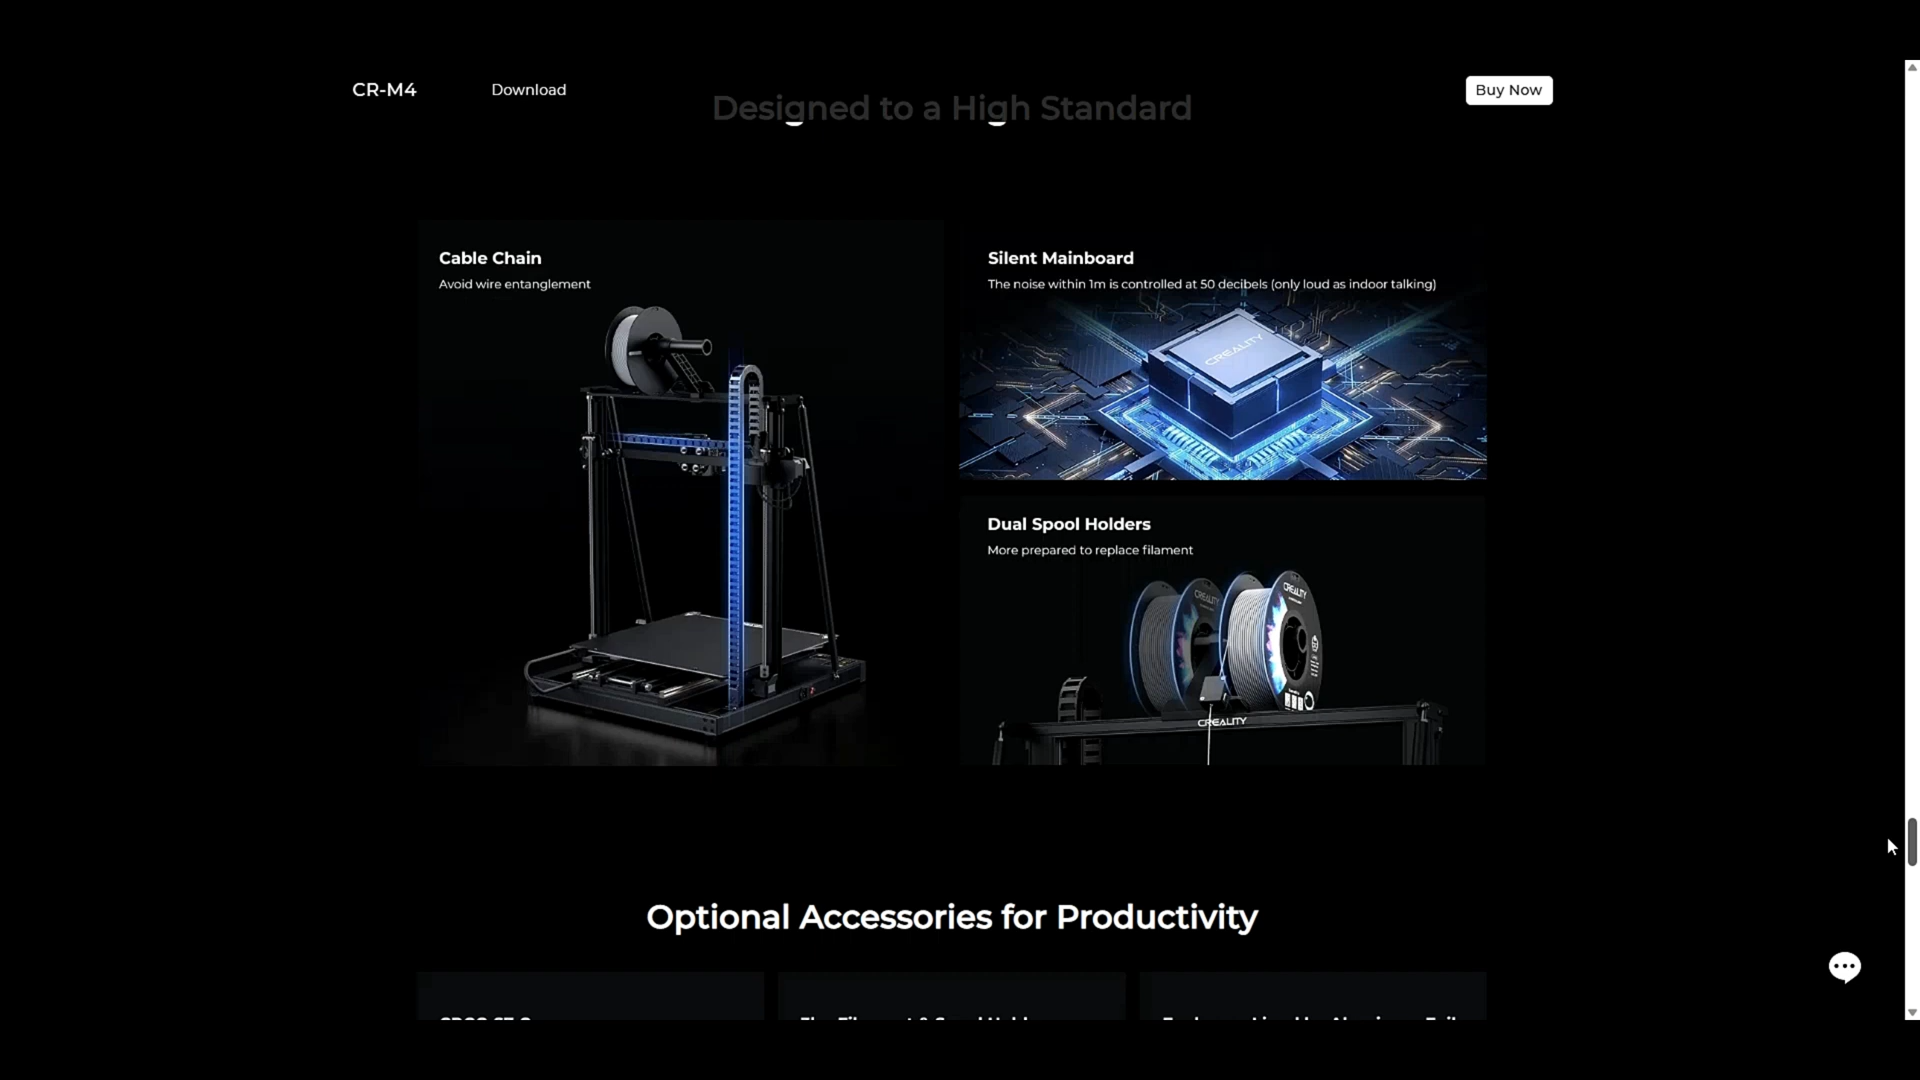 CR-M4
Download
Buy Now
Designed to a High Standard
Cable Chain
Avoid wire entanglement
Silent Mainboard
The noise within 1m is controlled at 50 decibels (only loud as indoor talking)
CREALITY
Dual Spool Holders
More prepared to replace filament
CREALITY
CREALITY
CREALITY
Optional Accessories for Productivity